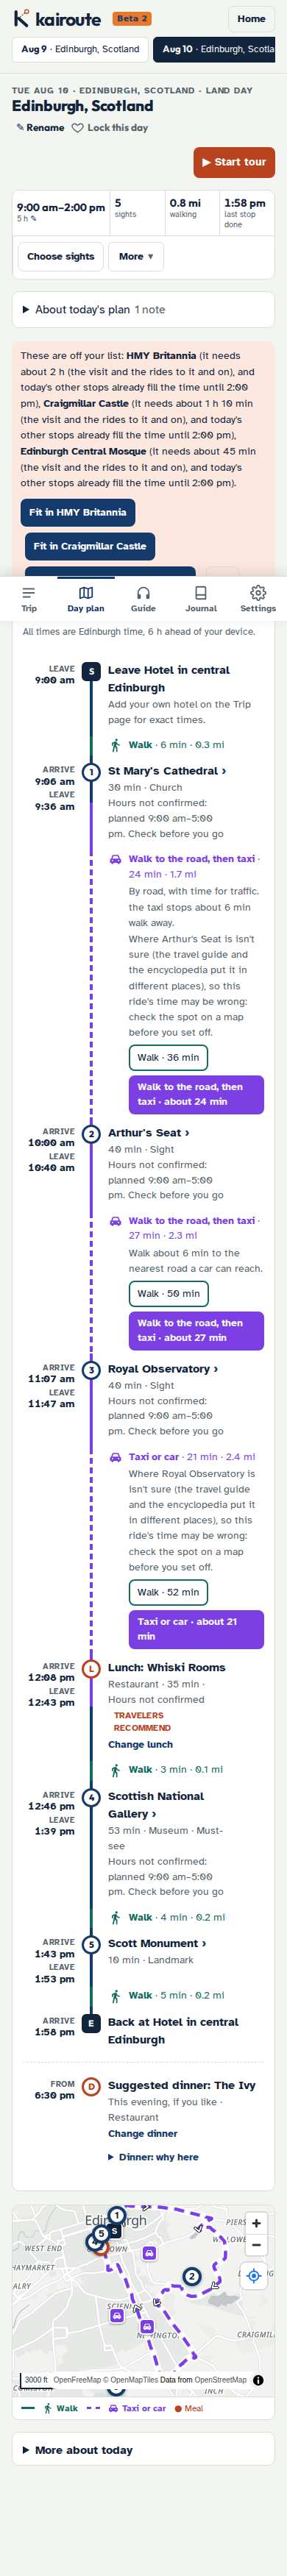 kairoute Beta 2 Home
Aug 9 · Edinburgh, Scotland Aug 10 · Edinburgh, Scotla
TUE AUG 10 · EDINBURGH, SCOTLAND · LAND DAY
Edinburgh, Scotland
✎ Rename ♡ Lock this day
▶ Start tour
9:00 am–2:00 pm 5 0.8 mi 1:58 pm
5 h ✎ sights walking last stop
done
Choose sights More ▾
▶ About today's plan 1 note
These are off your list: HMY Britannia (it needs
about 2 h (the visit and the rides to it and on), and
today's other stops already fill the time until 2:00
pm), Craigmillar Castle (it needs about 1 h 10 min
(the visit and the rides to it and on), and today's
other stops already fill the time until 2:00 pm),
Edinburgh Central Mosque (it needs about 45 min
(the visit and the rides to it and on), and today's
other stops already fill the time until 2:00 pm).
Fit in HMY Britannia
Fit in Craigmillar Castle
Trip Day plan Guide Journal Settings
All times are Edinburgh time, 6 h ahead of your device.
LEAVE
9:00 am
S
Leave Hotel in central
Edinburgh
Add your own hotel on the Trip
page for exact times.
Walk · 6 min · 0.3 mi
ARRIVE
9:06 am
LEAVE
9:36 am
1
St Mary's Cathedral ›
30 min · Church
Hours not confirmed:
planned 9:00 am–5:00
pm. Check before you go
Walk to the road, then taxi ·
24 min · 1.7 mi
By road, with time for traffic.
the taxi stops about 6 min
walk away.
Where Arthur's Seat is isn't
sure (the travel guide
and the encyclopedia put it in
different places), so this
ride's time may be wrong:
check the spot on a map
before you set off.
Walk · 36 min
Walk to the road, then
taxi · about 24 min
ARRIVE
10:00 am
LEAVE
10:40 am
2
Arthur's Seat ›
40 min · Sight
Hours not confirmed:
planned 9:00 am–5:00
pm. Check before you go
Walk to the road, then taxi ·
27 min · 2.3 mi
Walk about 6 min to the
nearest road a car can reach.
Walk · 50 min
Walk to the road, then
taxi · about 27 min
ARRIVE
11:07 am
LEAVE
11:47 am
3
Royal Observatory ›
40 min · Sight
Hours not confirmed:
planned 9:00 am–5:00
pm. Check before you go
Taxi or car · 21 min · 2.4 mi
Where Royal Observatory is
isn't sure (the travel guide
and the encyclopedia put it
in different places), so this
ride's time may be wrong:
check the spot on a map
before you set off.
Walk · 52 min
Taxi or car · about 21
min
ARRIVE
12:08 pm
LEAVE
12:43 pm
L
Lunch: Whiski Rooms
Restaurant · 35 min ·
Hours not confirmed
TRAVELERS
RECOMMEND
Change lunch
Walk · 3 min · 0.1 mi
ARRIVE
12:46 pm
LEAVE
1:39 pm
4
Scottish National
Gallery ›
53 min · Museum · Must-
see
Hours not confirmed:
planned 9:00 am–5:00
pm. Check before you go
Walk · 4 min · 0.2 mi
ARRIVE
1:43 pm
LEAVE
1:53 pm
5
Scott Monument ›
10 min · Landmark
Walk · 5 min · 0.2 mi
ARRIVE
1:58 pm
E
Back at Hotel in central
Edinburgh
FROM
6:30 pm
D
Suggested dinner: The Ivy
This evening, if you like ·
Restaurant
Change dinner
▶ Dinner: why here
1
5 S
2
WEST END
HAYMARKET
CRAIGMIL
+
−
3000 ft OpenFreeMap © OpenMapTiles Data from OpenStreetMap
Walk Taxi or car Meal
▶ More about today